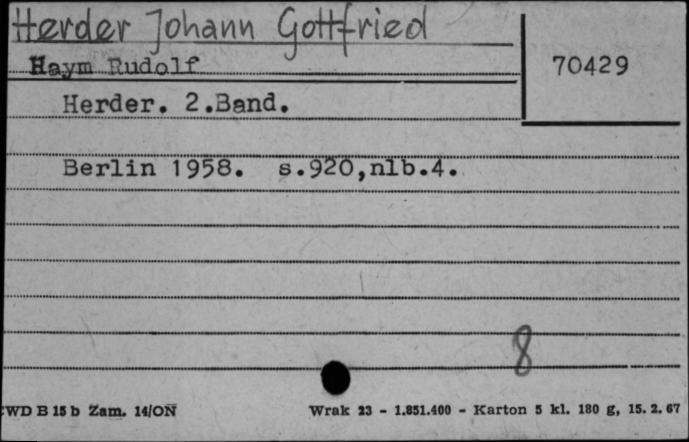 Herder Johann Gottfried
Haym Rudolf
70429
Herder. 2.Band.
Berlin 1958. s.920,nlb.4.
8
WD B 15 b Zam. 14/ON
Wrak 23 - 1.851.400 - Karton 5 kl. 180 g, 15. 2. 67